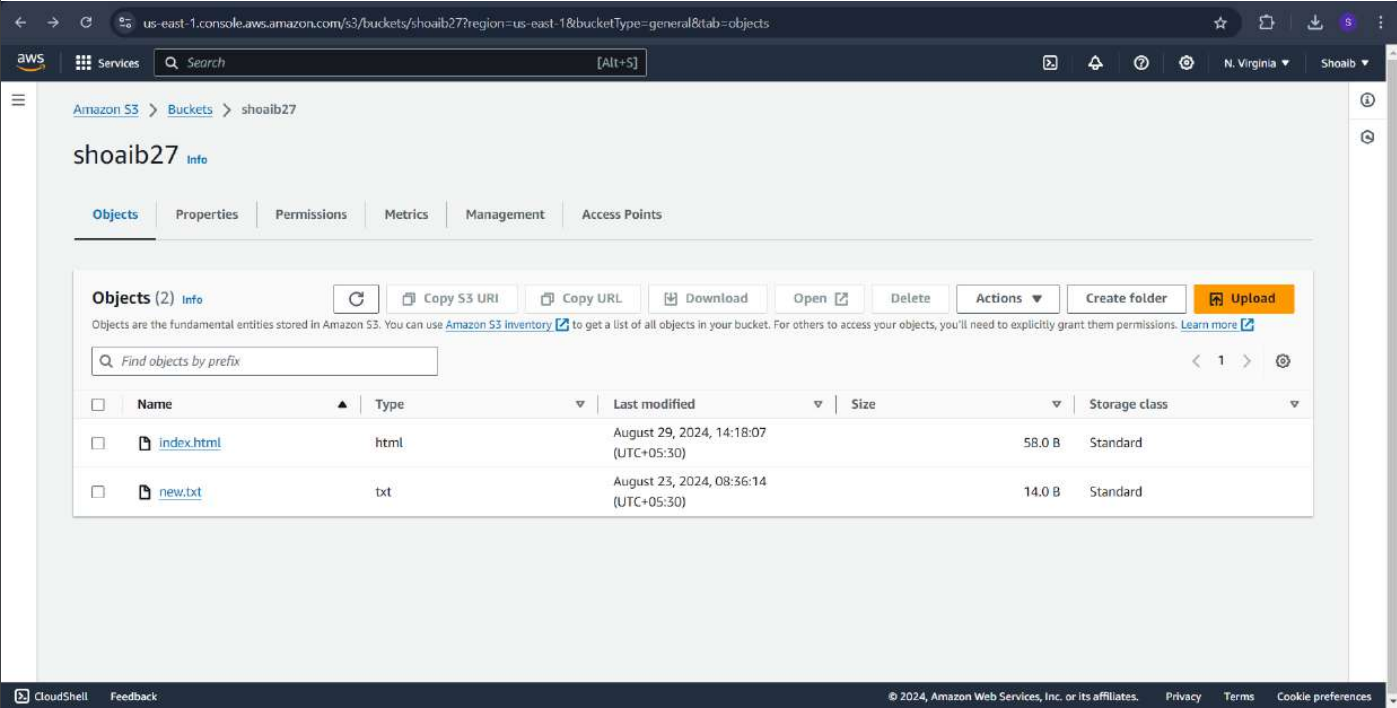 us-east-1.console.aws.amazon.com/s3/buckets/shoaib27?region=us-east-1&bucketType=general&tab=objects
S
aws Services Search [Alt+S] N. Virginia ▼ Shoaib ▼
Amazon S3 > Buckets > shoaib27
shoaib27 Info
Objects Properties Permissions Metrics Management Access Points
Objects (2) Info Copy S3 URI Copy URL Download Open Delete Actions ▼ Create folder Upload
Objects are the fundamental entities stored in Amazon S3. You can use Amazon S3 inventory to get a list of all objects in your bucket. For others to access your objects, you'll need to explicitly grant them permissions. Learn more
Find objects by prefix < 1 >
Name ▲ Type Last modified Size Storage class
index.html html August 29, 2024, 14:18:07 (UTC+05:30) 58.0 B Standard
new.txt txt August 23, 2024, 08:36:14 (UTC+05:30) 14.0 B Standard
CloudShell Feedback © 2024, Amazon Web Services, Inc. or its affiliates. Privacy Terms Cookie preferences